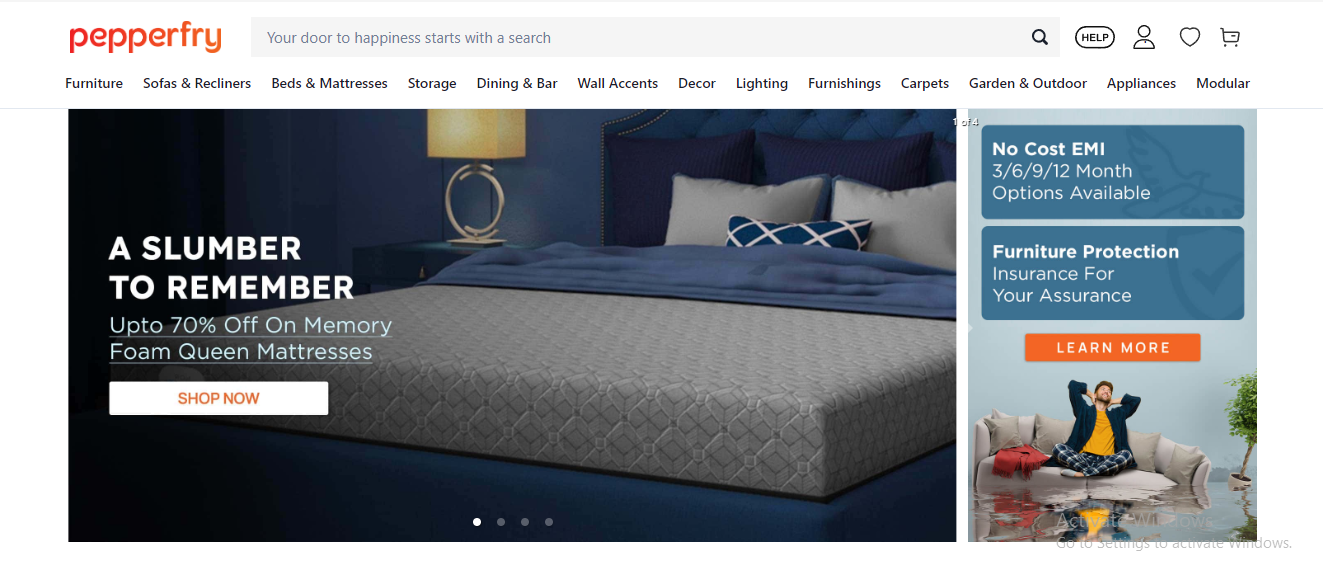 pepperfry
Your door to happiness starts with a search
HELP
Furniture Sofas & Recliners Beds & Mattresses Storage Dining & Bar Wall Accents Decor Lighting Furnishings Carpets Garden & Outdoor Appliances Modular
1 of 4
A SLUMBER
TO REMEMBER
Upto 70% Off On Memory
Foam Queen Mattresses
SHOP NOW
No Cost EMI
3/6/9/12 Month
Options Available
Furniture Protection
Insurance For
Your Assurance
LEARN MORE
Activate Windows
Go to Settings to activate Windows.